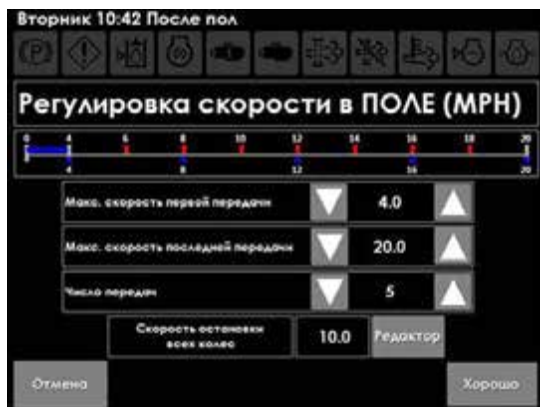 Вторник 10:42 После пол
Регулировка скорости в ПОЛЕ (MPH)
0 4 6 8 10 12 14 16 18 20
4 8 12 16 20
Макс. скорость первой передачи 4.0
Макс. скорость последней передачи 20.0
Число передач 5
Скорость остановки
всех колес
10.0 Редактор
Отмена Хорошо